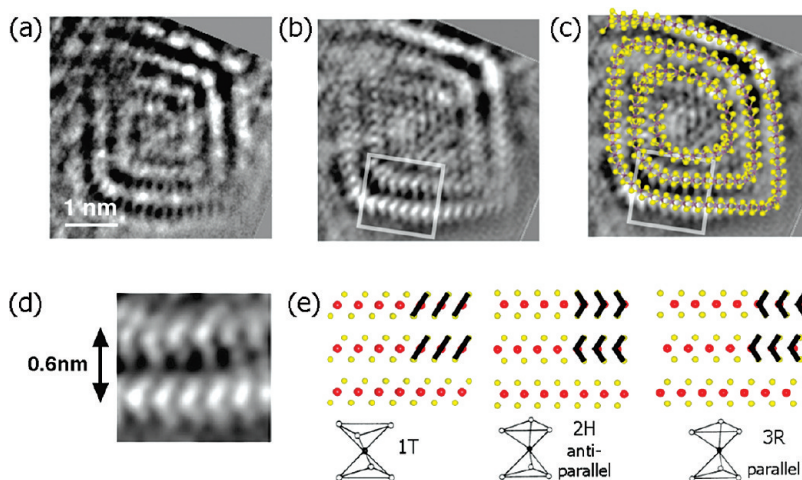 (a)
(b)
(c)
1 nm
(d)
(e)
0.6nm
1T
2H
anti-
parallel
3R
parallel